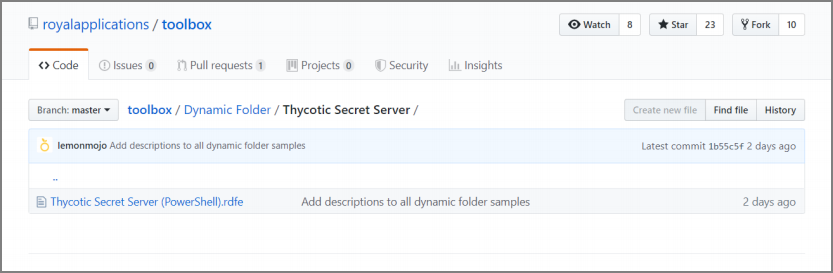 royalapplications / toolbox
Watch 8 Star 23 Fork 10
Code Issues 0 Pull requests 1 Projects 0 Security Insights
Branch: master toolbox / Dynamic Folder / Thycotic Secret Server / Create new file Find file History
lemonmojo Add descriptions to all dynamic folder samples Latest commit 1b55c5f 2 days ago
..
Thycotic Secret Server (PowerShell).rdfe Add descriptions to all dynamic folder samples 2 days ago